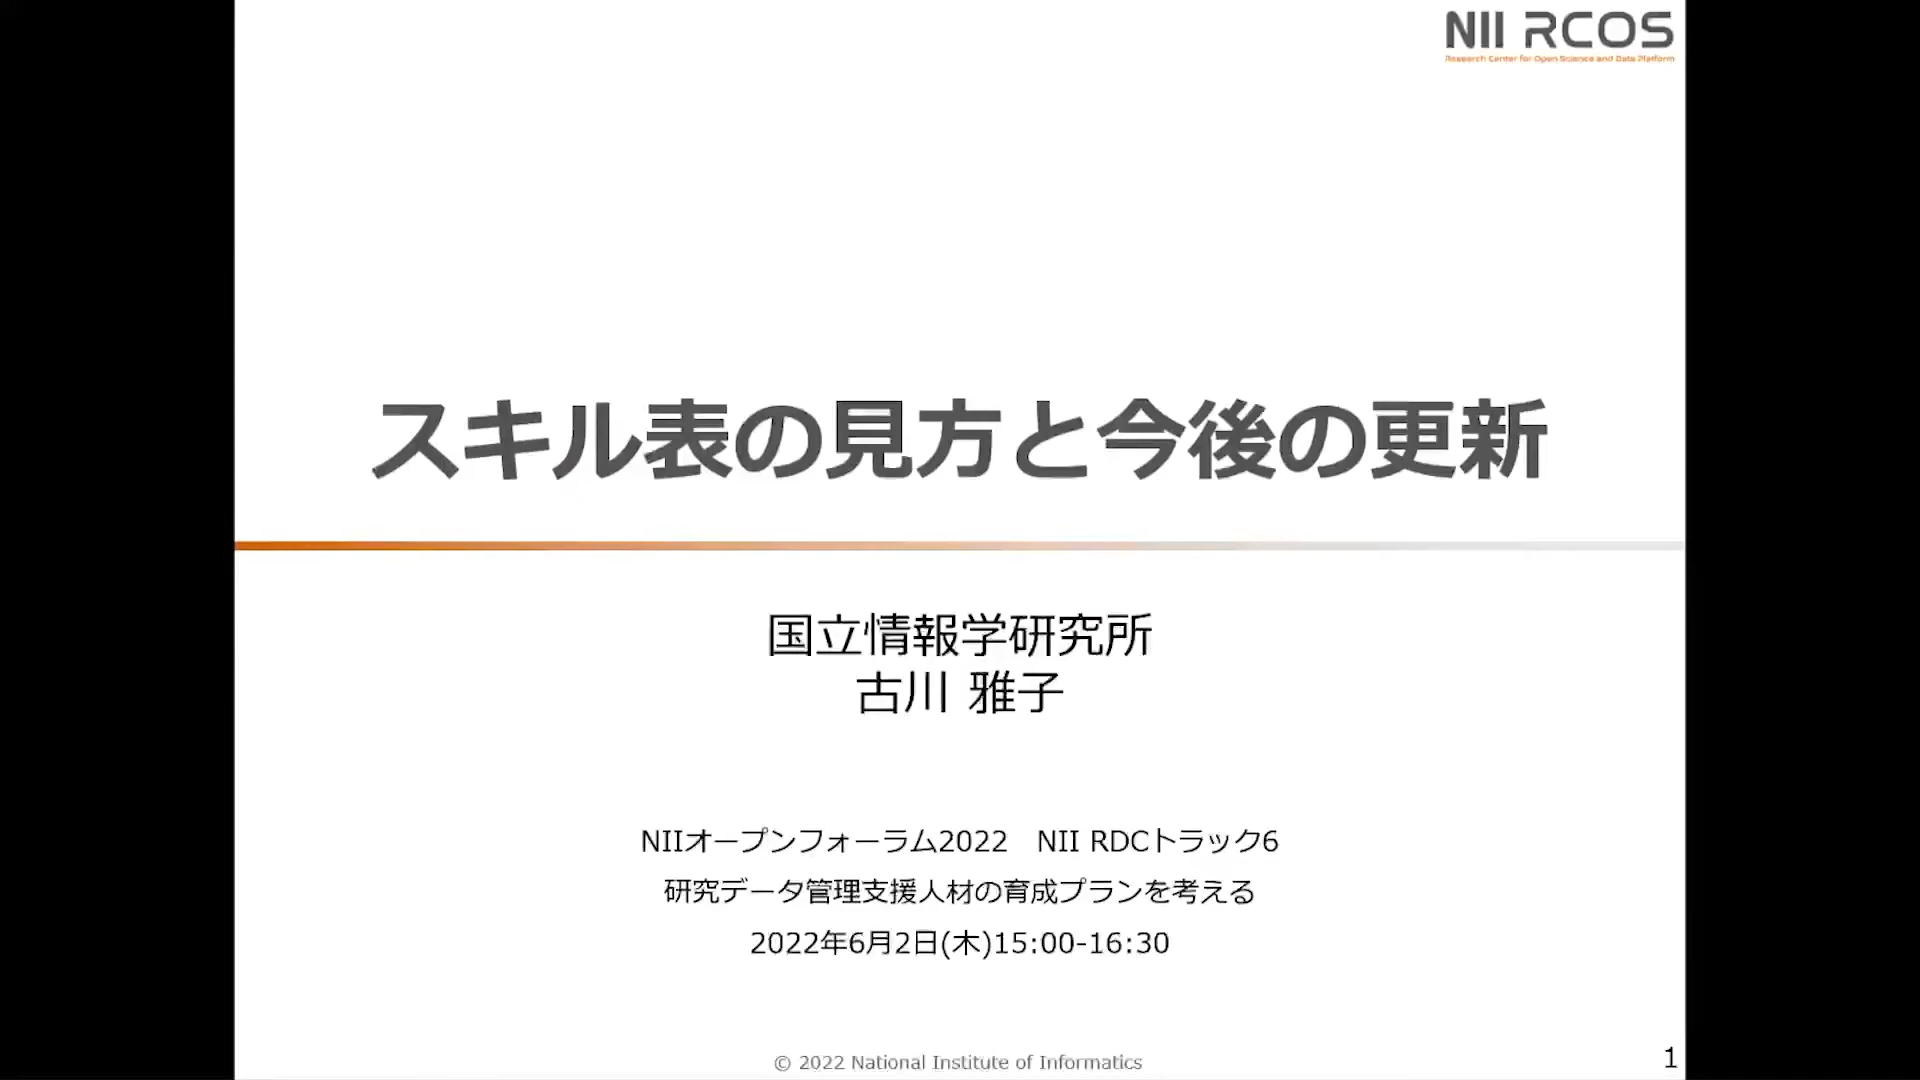 NII RCOS
Research Center for Open Science and Data Platform
スキル表の見方と今後の更新
国立情報学研究所
古川 雅子
NIIオープンフォーラム2022　NII RDCトラック6
研究データ管理支援人材の育成プランを考える
2022年6月2日(木)15:00-16:30
© 2022 National Institute of Informatics
1